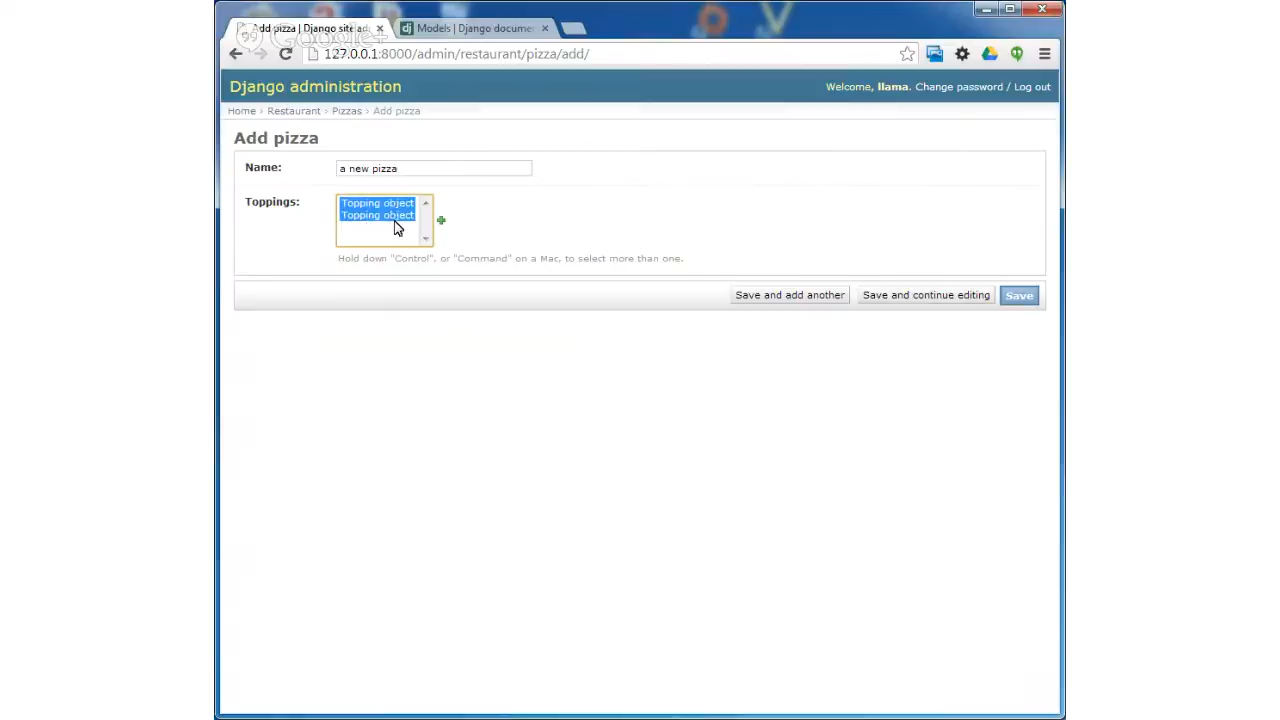 Add pizza | Django site ad
Models | Django docume
Google+
127.0.0.1:8000/admin/restaurant/pizza/add/
Django administration
Welcome, llama. Change password / Log out
Home › Restaurant › Pizzas › Add pizza
Add pizza
Name:
a new pizza
Toppings:
Topping object
Topping object
Hold down "Control", or "Command" on a Mac, to select more than one.
Save and add another
Save and continue editing
Save